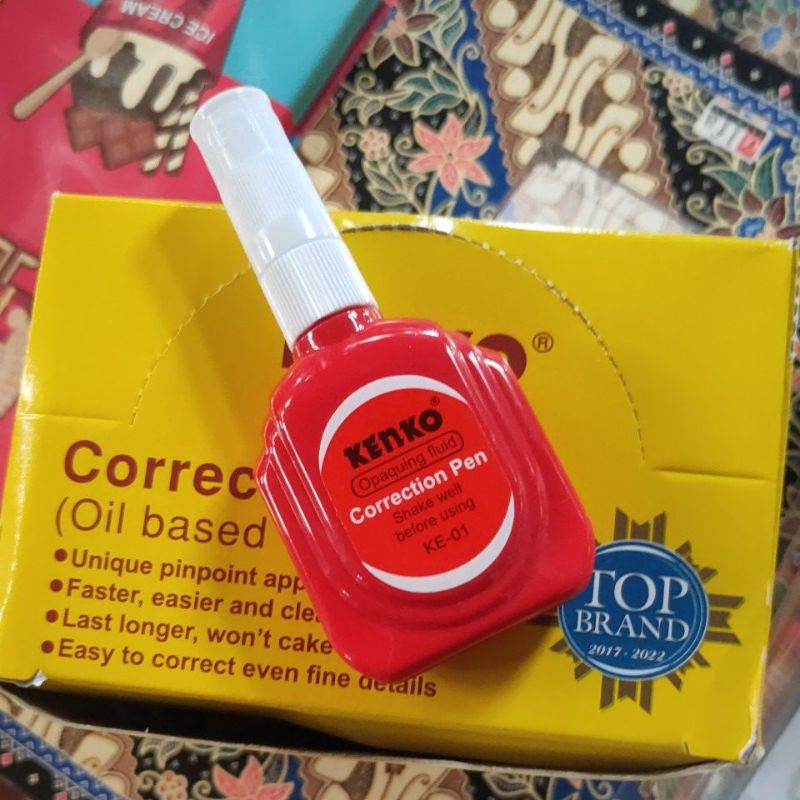 ICE CREAM
®
Correc
(Oil based
•Unique pinpoint app
•Faster, easier and clea
•Last longer, won't cake
•Easy to correct even fine details
KENKO®
Opaquing fluid
Correction Pen
Shake well
before using
KE-01
TOP
BRAND
2017 - 2022